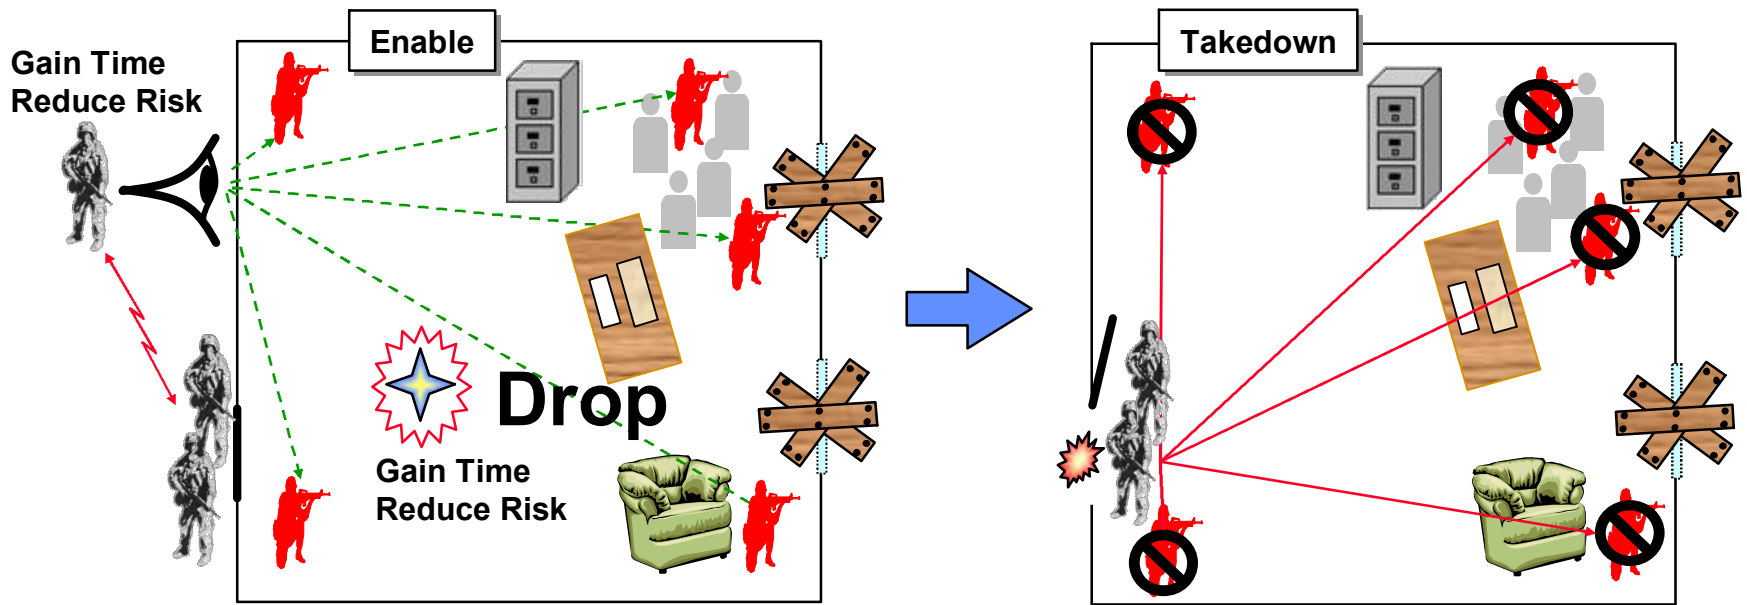 Enable
Takedown
Gain Time
Reduce Risk
Drop
Gain Time
Reduce Risk